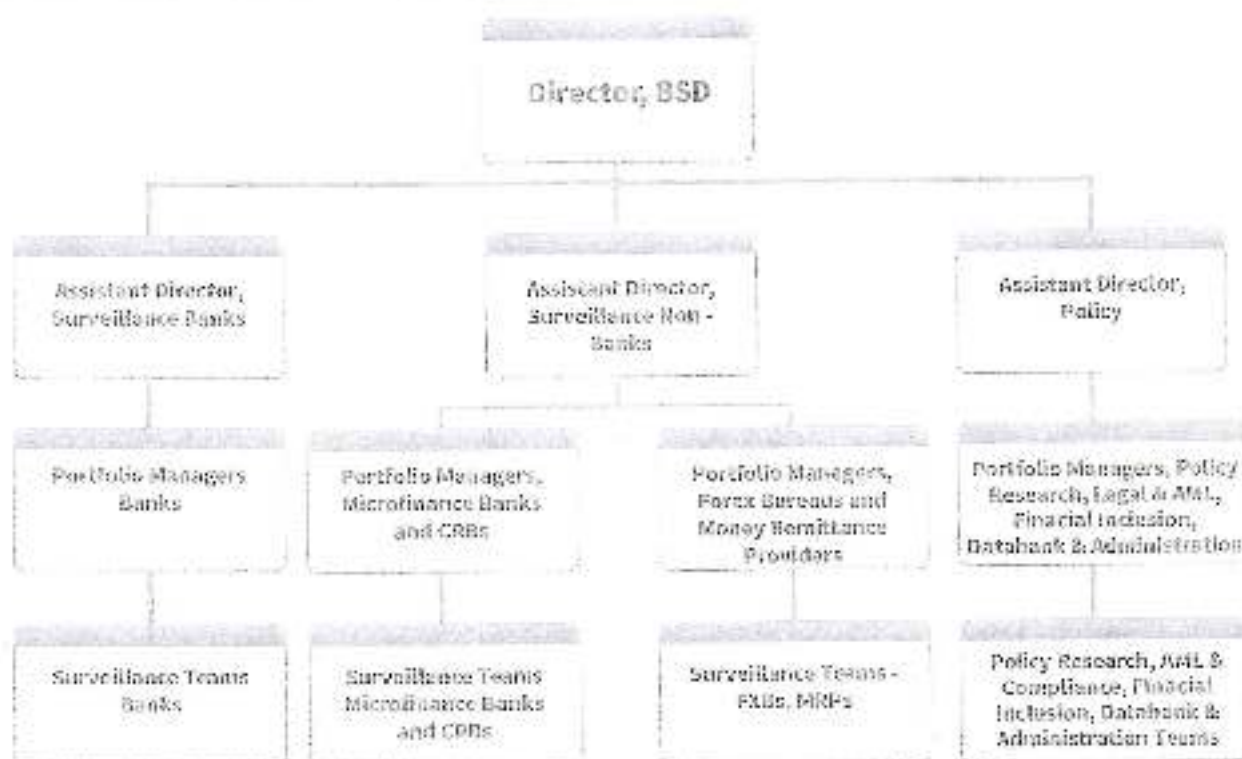 Director, BSD
Assistant Director,
Surveillance Banks
Assistant Director,
Surveillance Non -
Banks
Assistant Director,
Policy
Portfolio Managers
Banks
Portfolio Managers,
Microfinance Banks
and CRBs
Portfolio Managers,
Forex Bereaus and
Money Remittance
Providers
Portfolio Managers, Policy
Research, Legal & AML,
Finacial Inclusion,
Databank & Administration
Surveillance Teams
Banks
Surveillance Teams
Microfinance Banks
and CRBs
Surveillance Teams -
FXBs, MRPs
Policy Research, AML &
Compliance, Financial
Inclusion, Databank &
Administration Teams